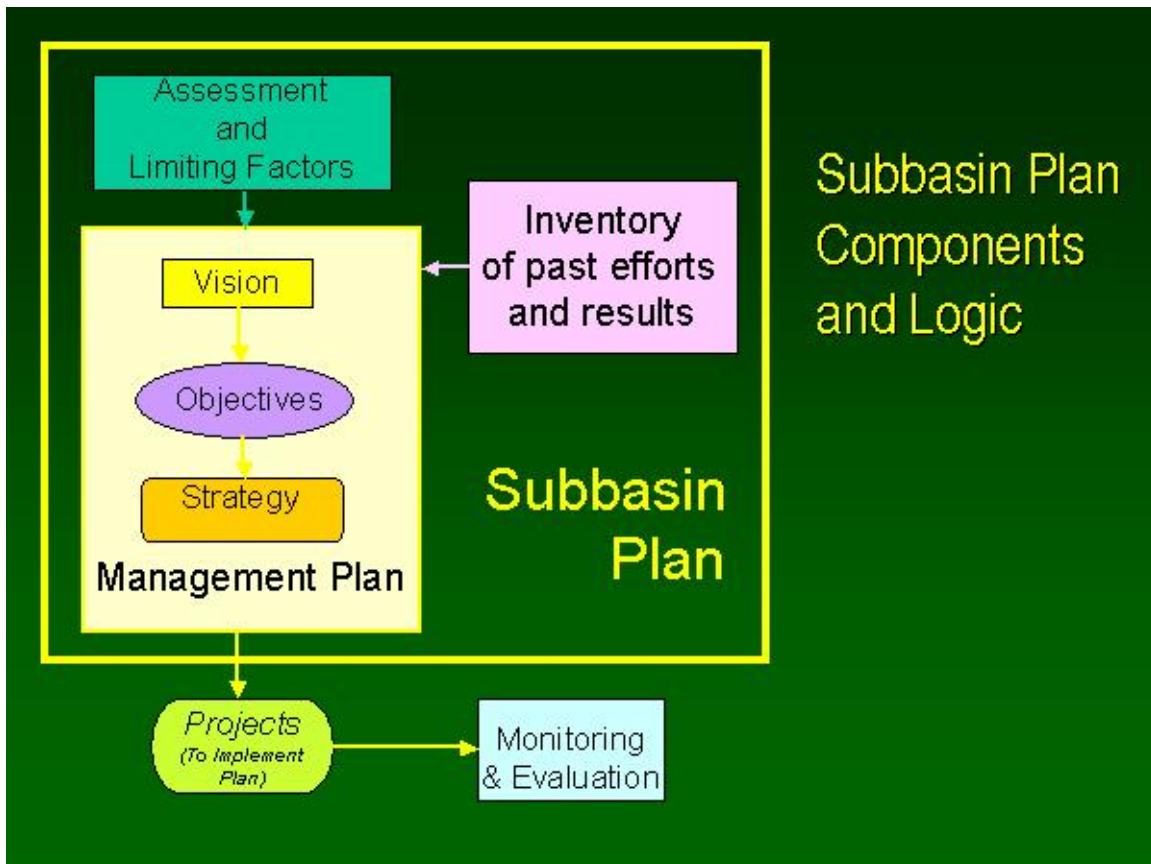 Assessment
and
Limiting Factors
Inventory
of past efforts
and results
Vision
Objectives
Strategy
Management Plan
Subbasin
Plan
Subbasin Plan
Components
and Logic
Projects
(To Implement
Plan)
Monitoring
& Evaluation